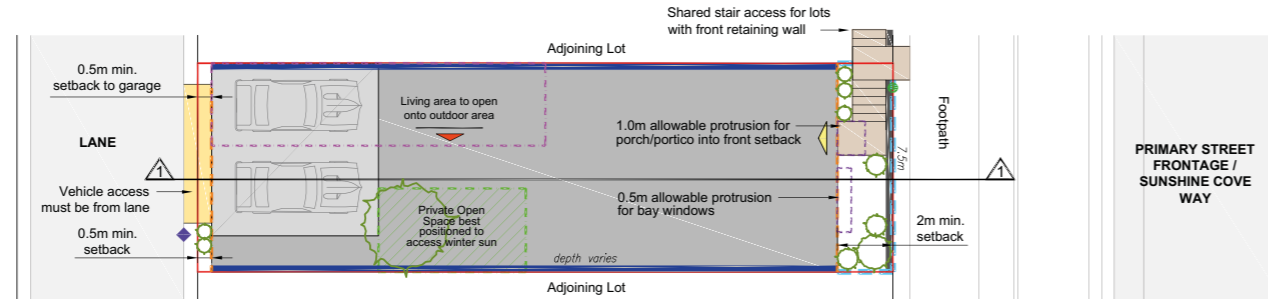 Shared stair access for lots
with front retaining wall
Adjoining Lot
0.5m min.
setback to garage
Living area to open
onto outdoor area
1.0m allowable protrusion for
porch/portico into front setback
LANE
Footpath
7.5m
PRIMARY STREET
FRONTAGE /
SUNSHINE COVE
WAY
1
1
Vehicle access
must be from lane
0.5m allowable protrusion
for bay windows
Private Open
Space best
positioned to
access winter sun
2m min.
setback
0.5m min.
setback
depth varies
Adjoining Lot